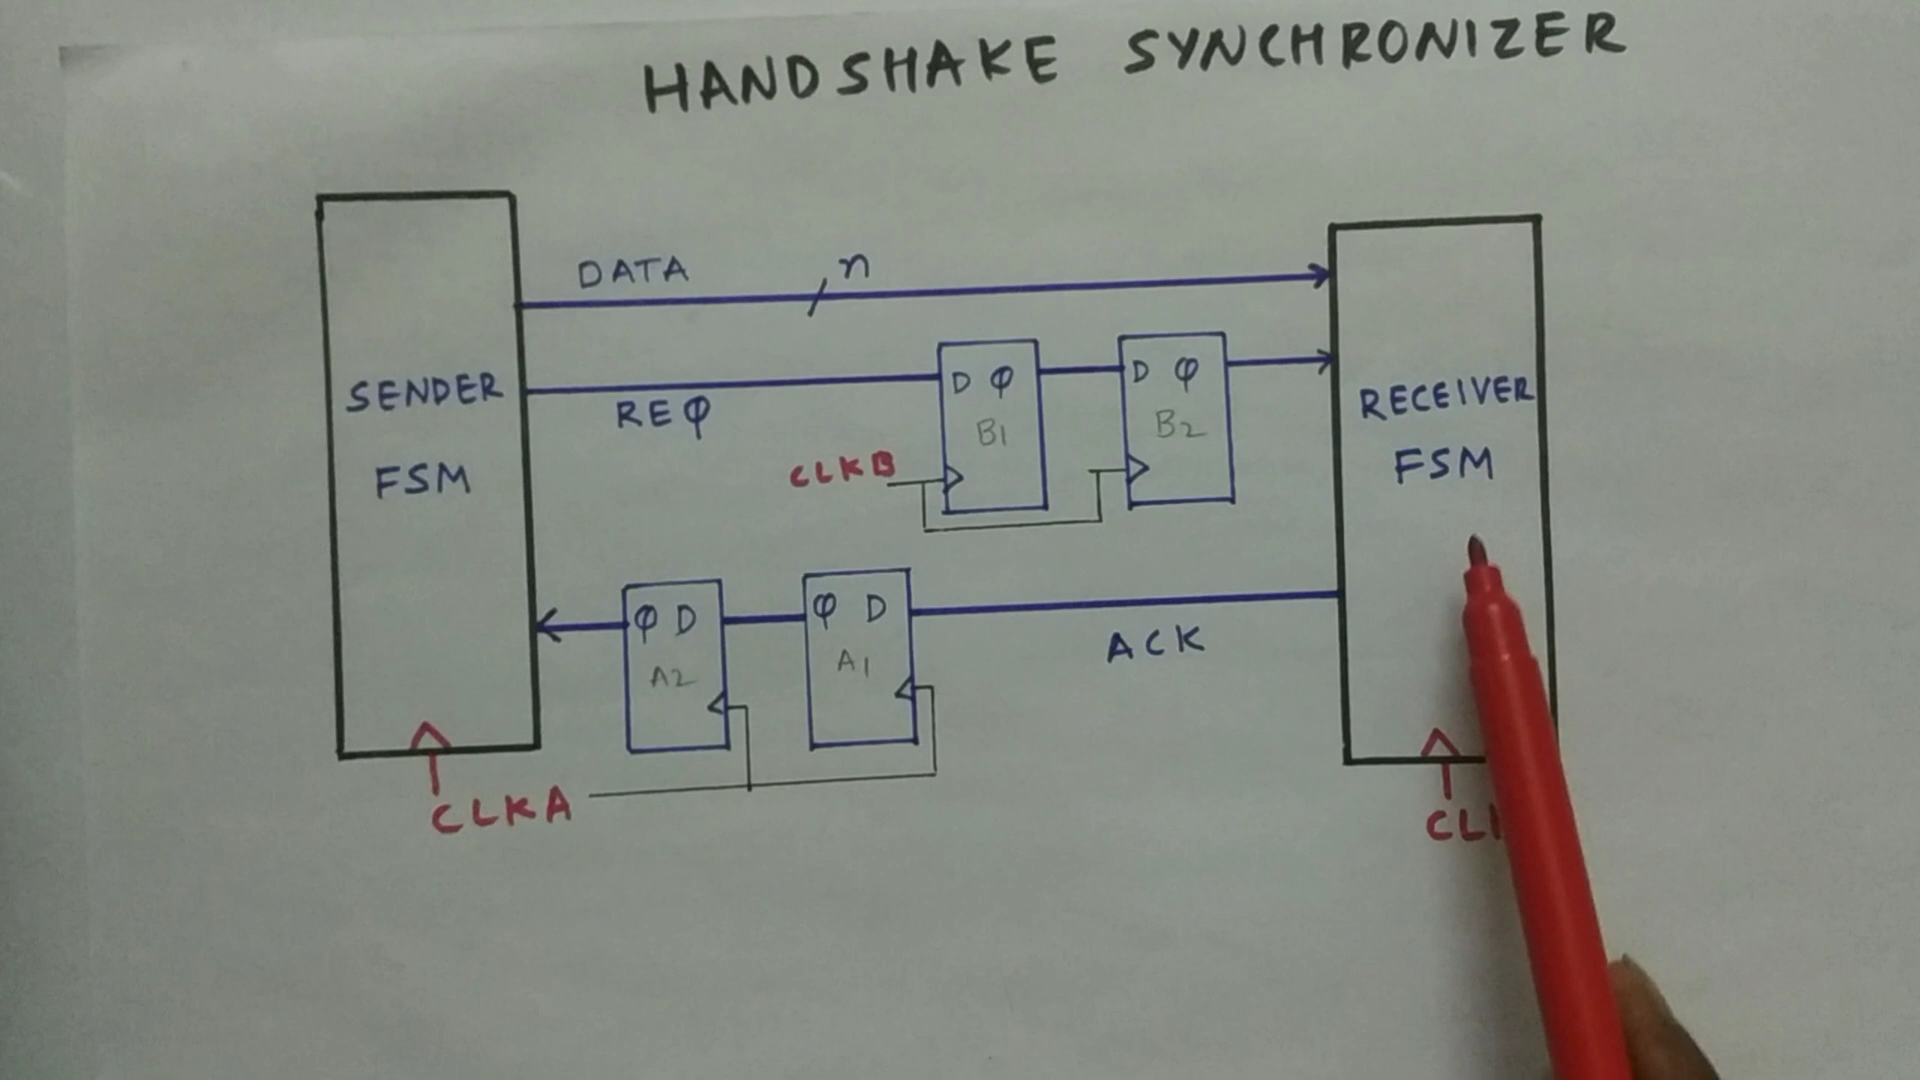 HANDSHAKE SYNCHRONIZER
DATA
n
SENDER
FSM
REQ
D Q
B1
D Q
B2
CLKB
RECEIVER
FSM
Q D
A2
Q D
A1
ACK
CLKA